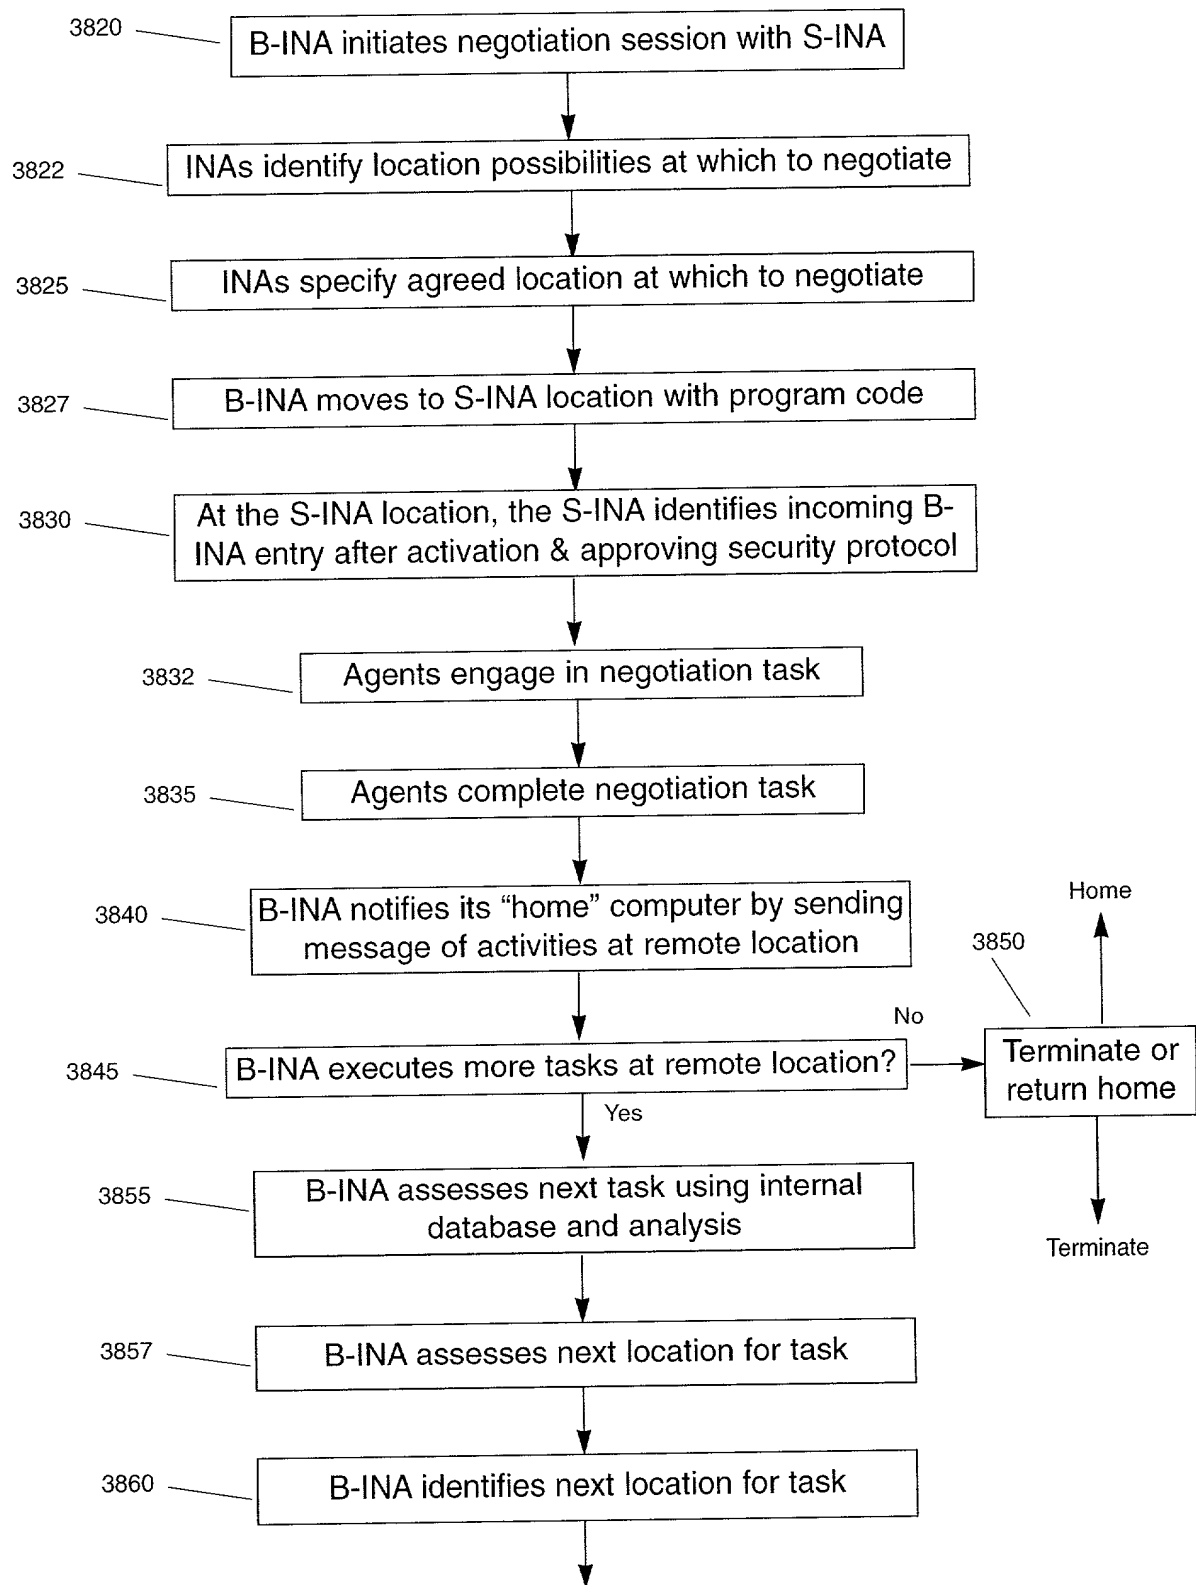 3820
B-INA initiates negotiation session with S-INA
3822
INAs identify location possibilities at which to negotiate
3825
INAs specify agreed location at which to negotiate
3827
B-INA moves to S-INA location with program code
3830
At the S-INA location, the S-INA identifies incoming B-
INA entry after activation & approving security protocol
3832
Agents engage in negotiation task
3835
Agents complete negotiation task
3840
B-INA notifies its “home” computer by sending
message of activities at remote location
3845
B-INA executes more tasks at remote location?
No
Yes
3850
Home
Terminate or
return home
Terminate
3855
B-INA assesses next task using internal
database and analysis
3857
B-INA assesses next location for task
3860
B-INA identifies next location for task